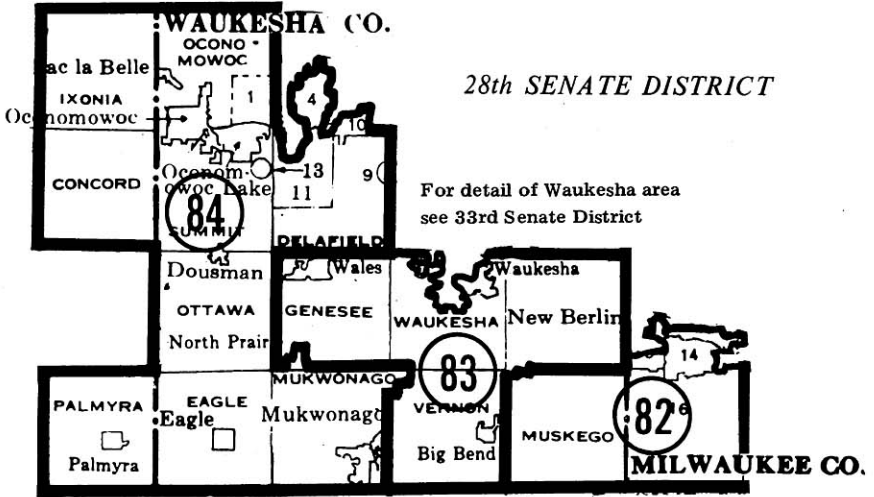 WAUKESHA CO.
OCONO-
MOWOC
ac la Belle
28th SENATE DISTRICT
IXONIA
1
4
Oconomowoc
10
CONCORD
Oconom-
owoc Lake
13
11
9
For detail of Waukesha area
see 33rd Senate District
84
SUMMIT
DELAFIELD
Dousman
Wales
Waukesha
OTTAWA
GENESEE
WAUKESHA
New Berlin
North Prair
14
83
MUKWONAGO
PALMYRA
EAGLE
Eagle
Mukwonago
VERNON
82
16
MUSKEGO
Palmyra
Big Bend
MILWAUKEE CO.